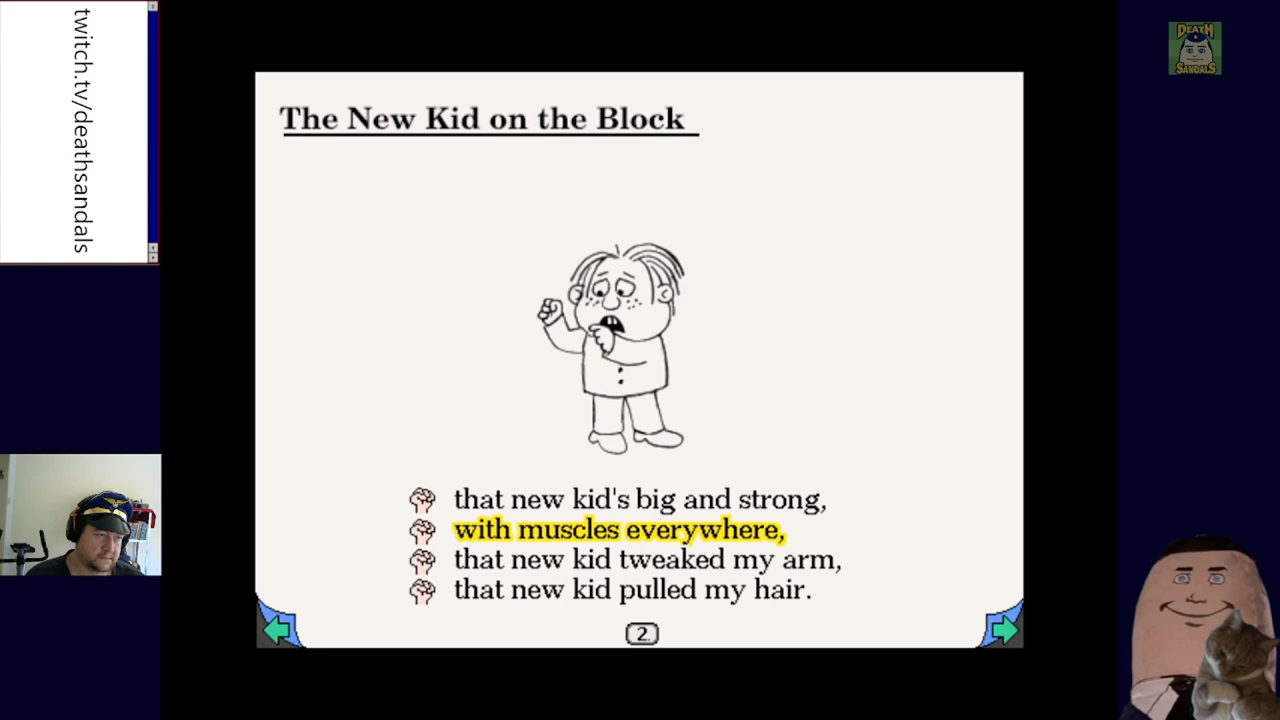 twitch.tv/deathsandals
DEATH
SANDALS
The New Kid on the Block
that new kid's big and strong,
with muscles everywhere,
that new kid tweaked my arm,
that new kid pulled my hair.
2